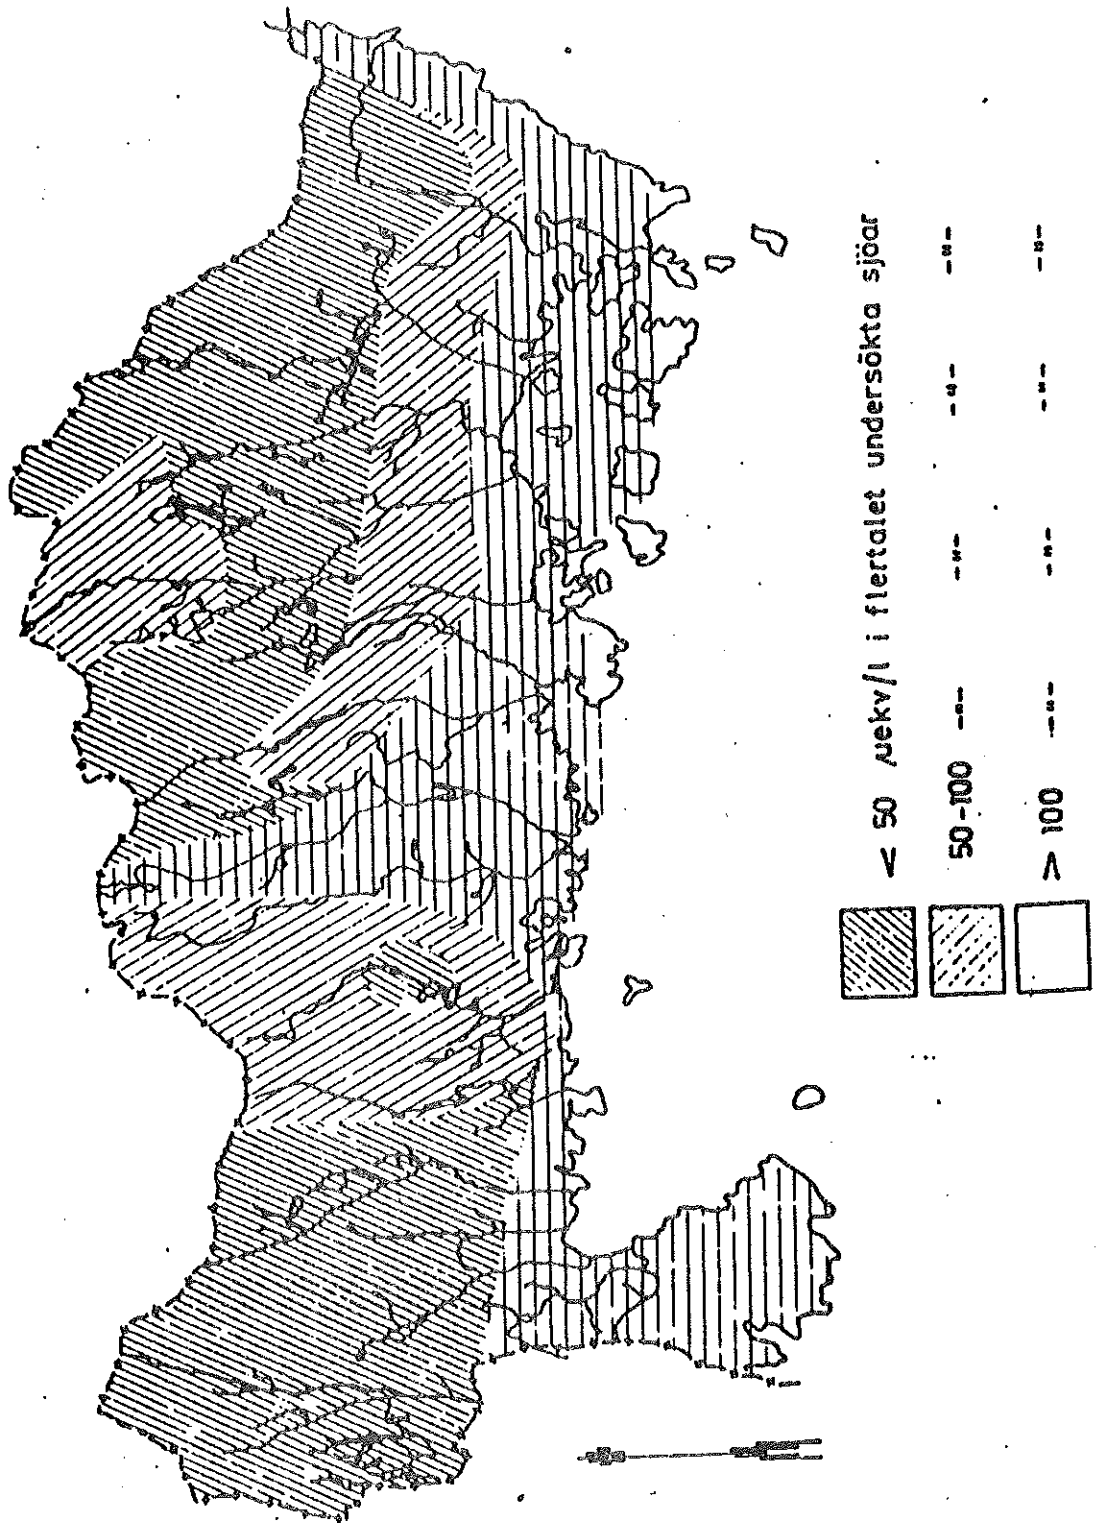 < 50 µekv/l i flertalet undersökta sjöar
50-100 -"- -"- -"- -"-
> 100 -"- -"- -"- -"-